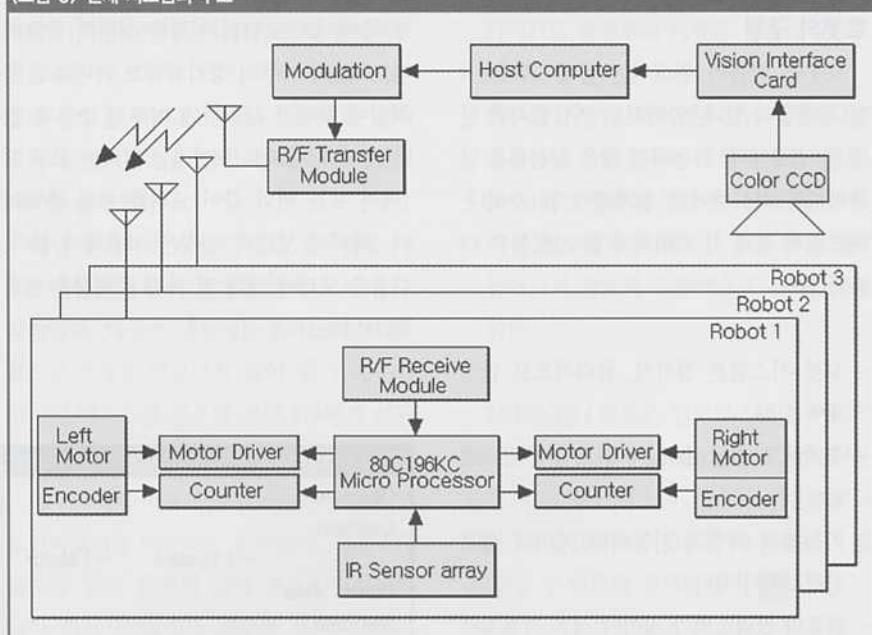 Modulation
Host Computer
Vision Interface
Card
R/F Transfer
Module
Color CCD
Robot 3
Robot 2
Robot 1
R/F Receive
Module
Left
Motor
Motor Driver
80C196KC
Micro Processor
Motor Driver
Right
Motor
Encoder
Counter
Counter
Encoder
IR Sensor array